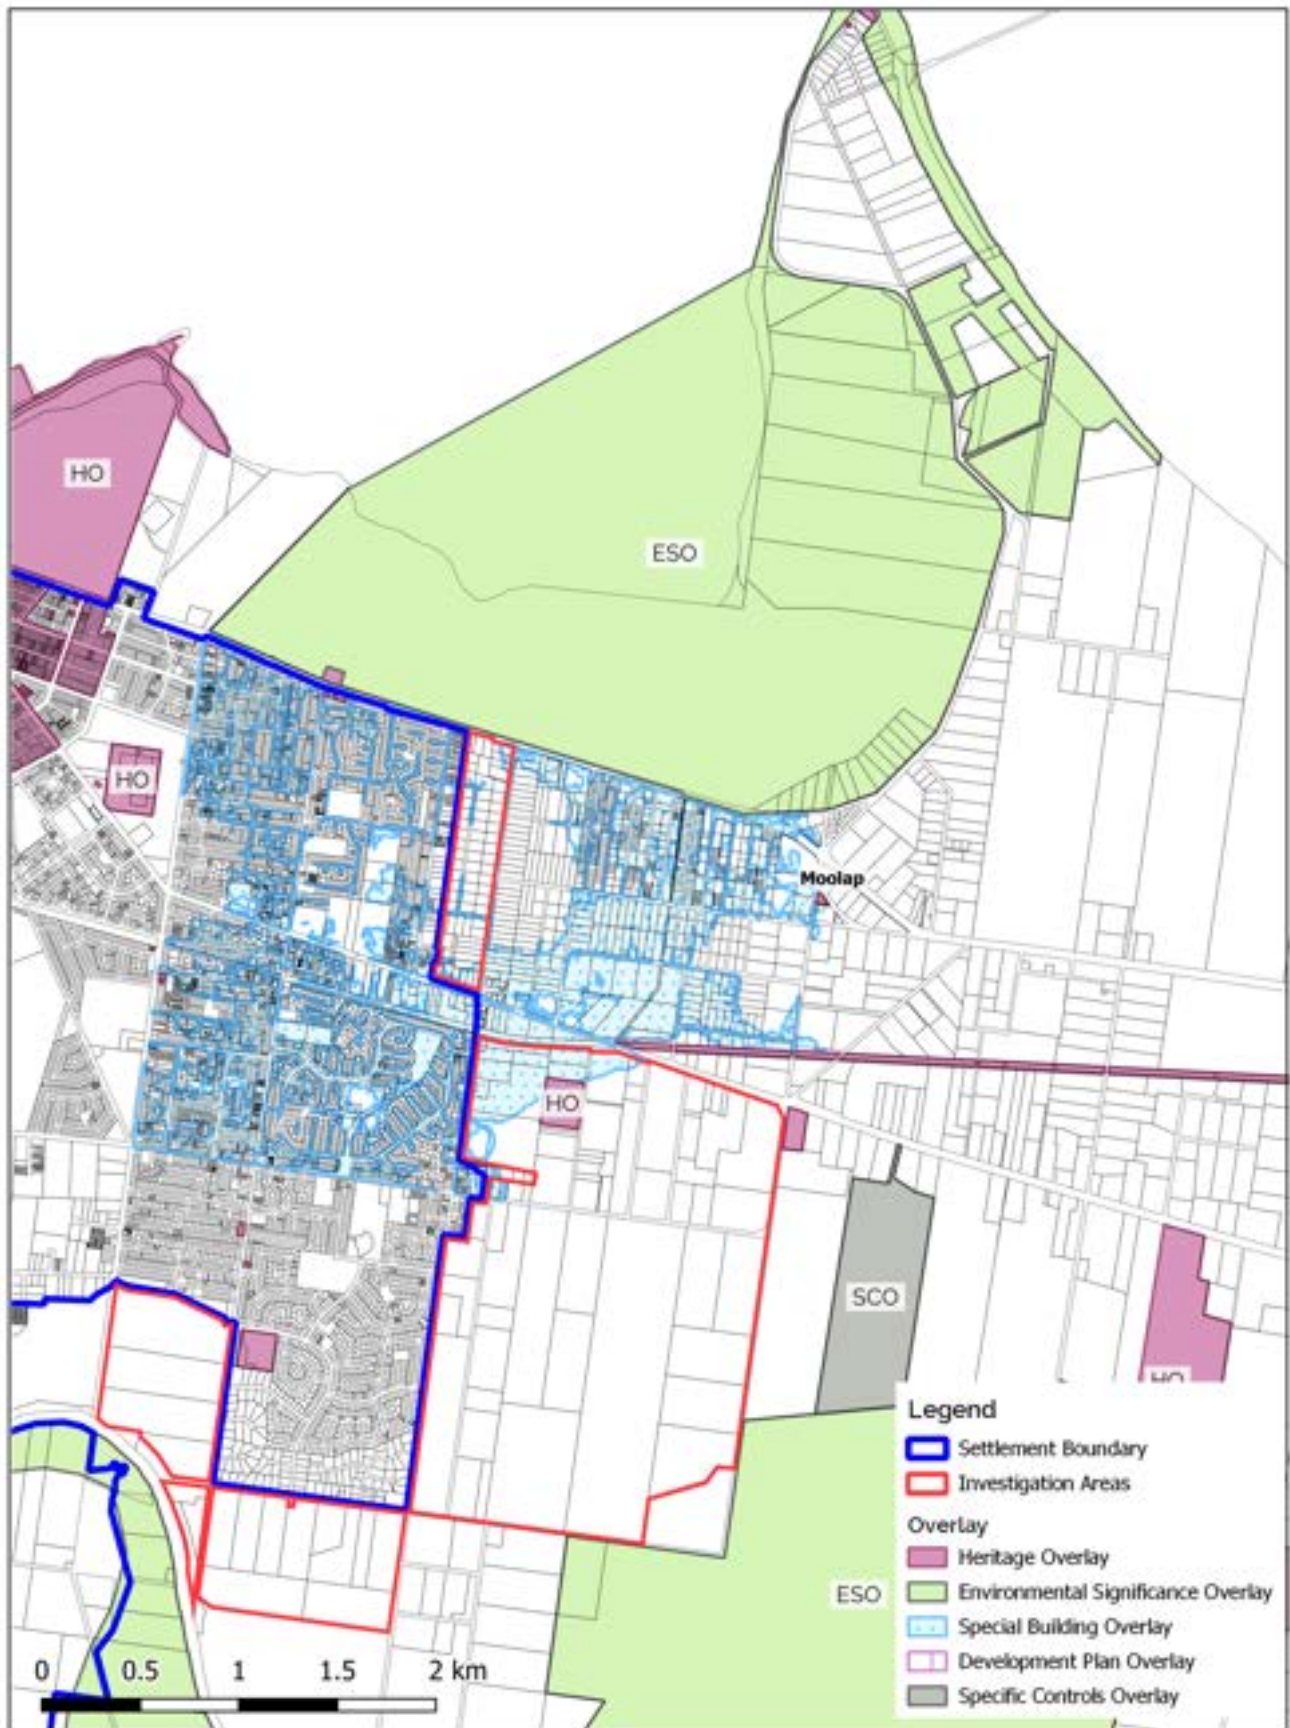 HO
ESO
HO
Moolap
HO
SCO
HO
Legend
Settlement Boundary
Investigation Areas
Overlay
Heritage Overlay
Environmental Significance Overlay
Special Building Overlay
Development Plan Overlay
Specific Controls Overlay
ESO
0 0.5 1 1.5 2 km